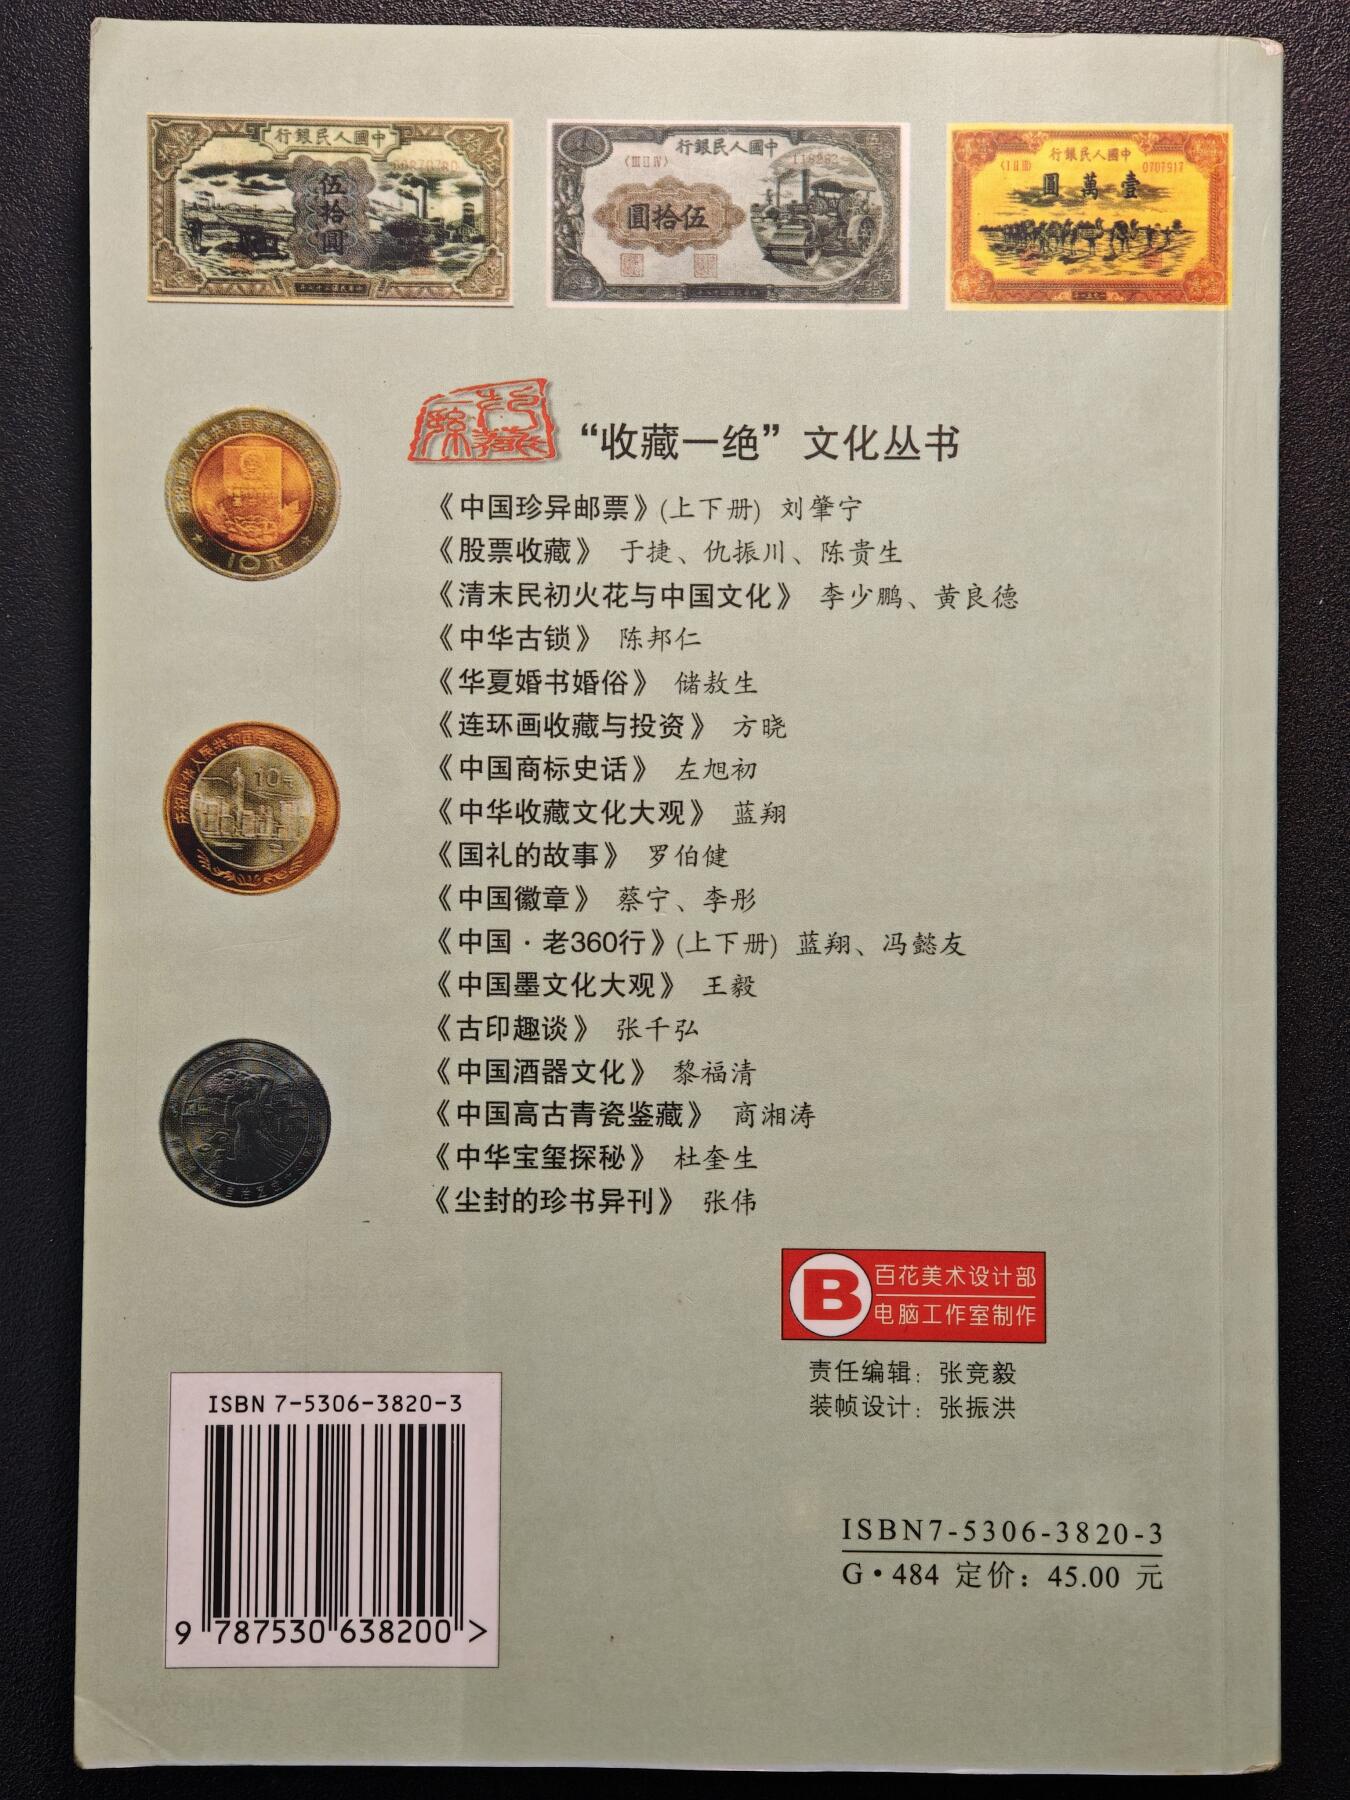 行銀民人國中
伍拾圓
行銀民人國中
〈ⅢⅡⅣ〉
圓拾伍
行銀民人國中
〈ⅠⅡⅢ〉 0707917
圓萬壹
10元
10元
“收藏一绝”文化丛书
《中国珍异邮票》(上下册) 刘肇宁
《股票收藏》 于捷、仇振川、陈贵生
《清末民初火花与中国文化》 李少鹏、黄良德
《中华古锁》 陈邦仁
《华夏婚书婚俗》 储敖生
《连环画收藏与投资》 方晓
《中国商标史话》 左旭初
《中华收藏文化大观》 蓝翔
《国礼的故事》 罗伯健
《中国徽章》 蔡宁、李彤
《中国·老360行》(上下册) 蓝翔、冯懿友
《中国墨文化大观》 王毅
《古印趣谈》 张千弘
《中国酒器文化》 黎福清
《中国高古青瓷鉴藏》 商湘涛
《中华宝玺探秘》 杜奎生
《尘封的珍书异刊》 张伟
B
百花美术设计部
电脑工作室制作
责任编辑：张竞毅
装帧设计：张振洪
ISBN 7-5306-3820-3
9 787530 638200 >
ISBN7-5306-3820-3
G·484 定价：45.00 元